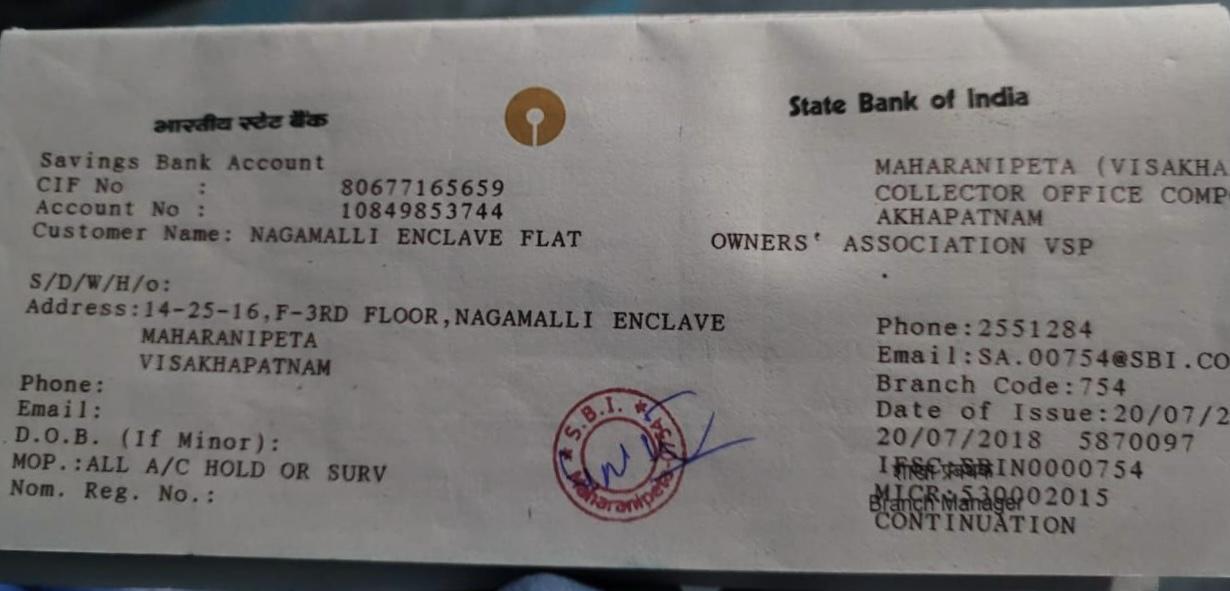 भारतीय स्टेट बैंक
State Bank of India
Savings Bank Account
CIF No : 80677165659
Account No : 10849853744
Customer Name: NAGAMALLI ENCLAVE FLAT OWNERS' ASSOCIATION VSP
S/D/W/H/o:
Address:14-25-16,F-3RD FLOOR,NAGAMALLI ENCLAVE
MAHARANIPETA
VISAKHAPATNAM
Phone:
Email:
D.O.B. (If Minor):
MOP.:ALL A/C HOLD OR SURV
Nom. Reg. No.:
MAHARANIPETA (VISAKHA
COLLECTOR OFFICE COMP
AKHAPATNAM
Phone:2551284
Email:SA.00754@SBI.CO
Branch Code:754
Date of Issue:20/07/2
20/07/2018 5870097
IFSC:SBIN0000754
शाखा प्रबंधक
MICR:530002015
Branch Manager
CONTINUATION
S.B.I.
Maharanipeta